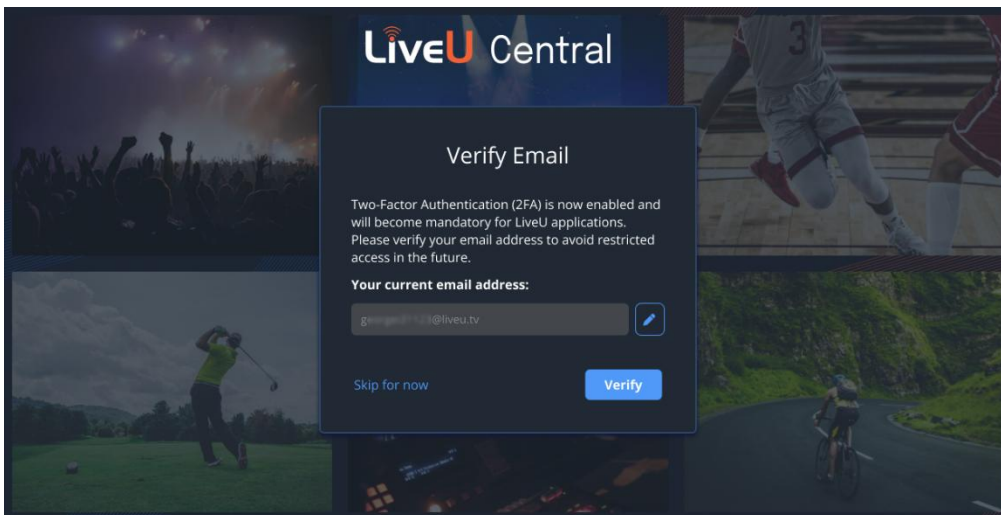 LiveU Central
Verify Email
Two-Factor Authentication (2FA) is now enabled and
will become mandatory for LiveU applications.
Please verify your email address to avoid restricted
access in the future.
Your current email address:
@liveu.tv
Skip for now
Verify
3